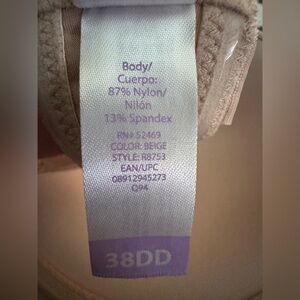 Body/
Cuerpo:
87% Nylon/
Nilón
13% Spandex
RN# 52469
COLOR: BEIGE
STYLE: R8753
EAN/UPC
08912945273
Q94
38DD